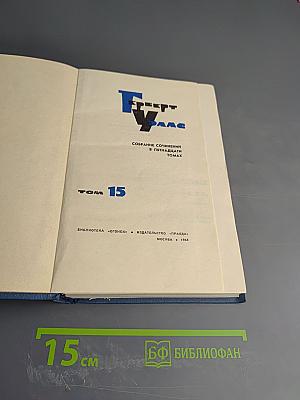 Герберт
Уэллс
СОБРАНИЕ СОЧИНЕНИЙ
В ПЯТНАДЦАТИ
ТОМАХ
ТОМ 15
БИБЛИОТЕКА «ОГОНЕК» • ИЗДАТЕЛЬСТВО «ПРАВДА»
МОСКВА • 1964
15 см
БФ БИБЛИОФАН